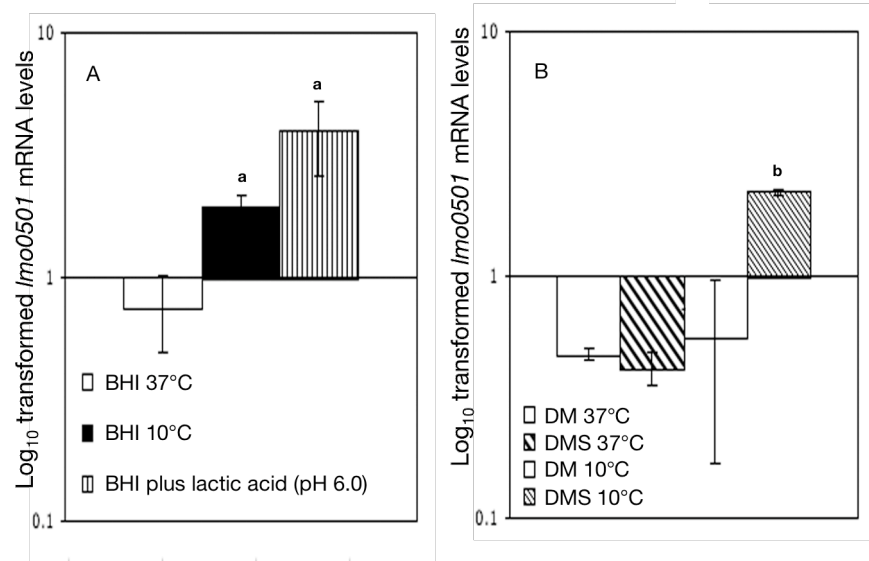 10
A
a
a
1
BHI 37°C
BHI 10°C
BHI plus lactic acid (pH 6.0)
0.1
Log10 transformed lmo0501 mRNA levels
10
B
b
1
DM 37°C
DMS 37°C
DM 10°C
DMS 10°C
0.1
Log10 transformed lmo0501 mRNA levels